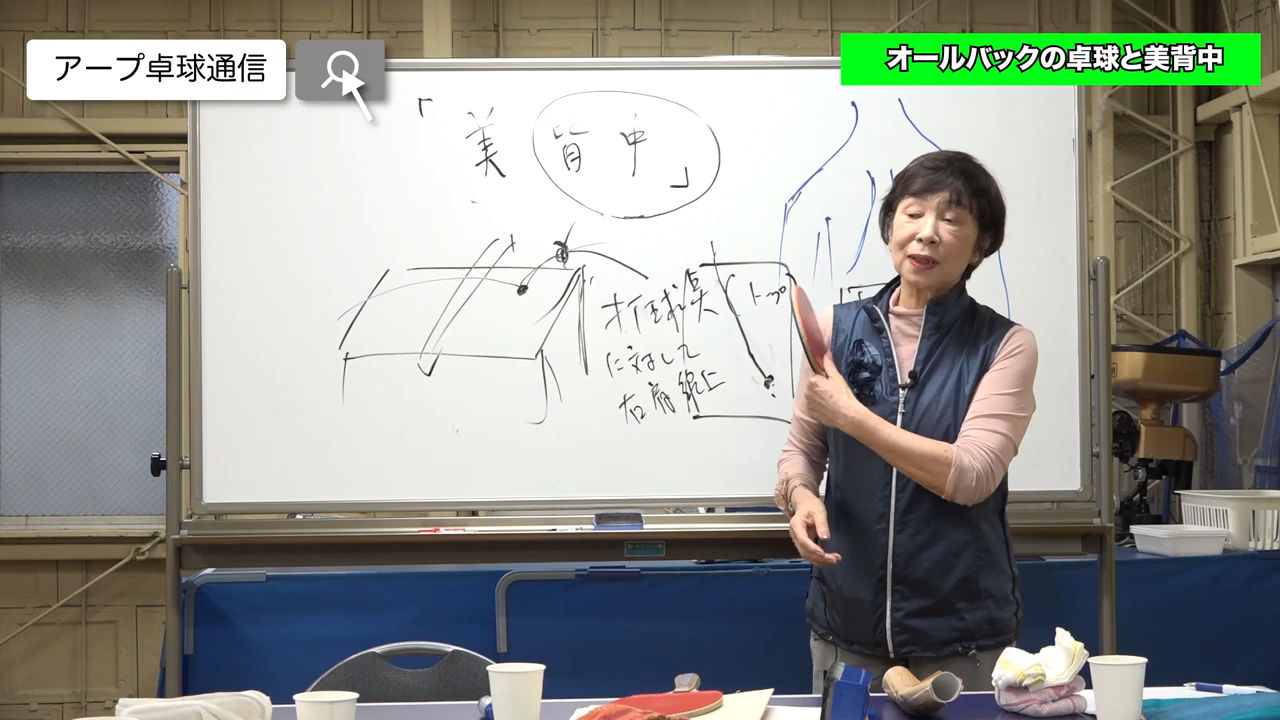 アープ卓球通信
オールバックの卓球と美背中
「美背中」
打球点
に対して
右肩線上
トップ